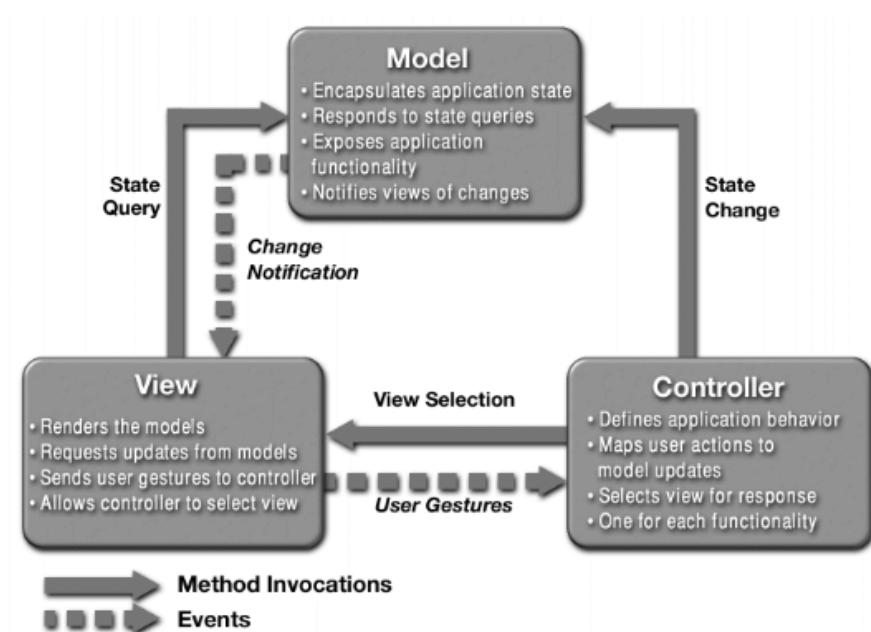 Model
• Encapsulates application state
• Responds to state queries
• Exposes application
functionality
• Notifies views of changes
State
Query
Change
Notification
State
Change
View
• Renders the models
• Requests updates from models
• Sends user gestures to controller
• Allows controller to select view
View Selection
User Gestures
Controller
• Defines application behavior
• Maps user actions to
model updates
• Selects view for response
• One for each functionality
Method Invocations
Events